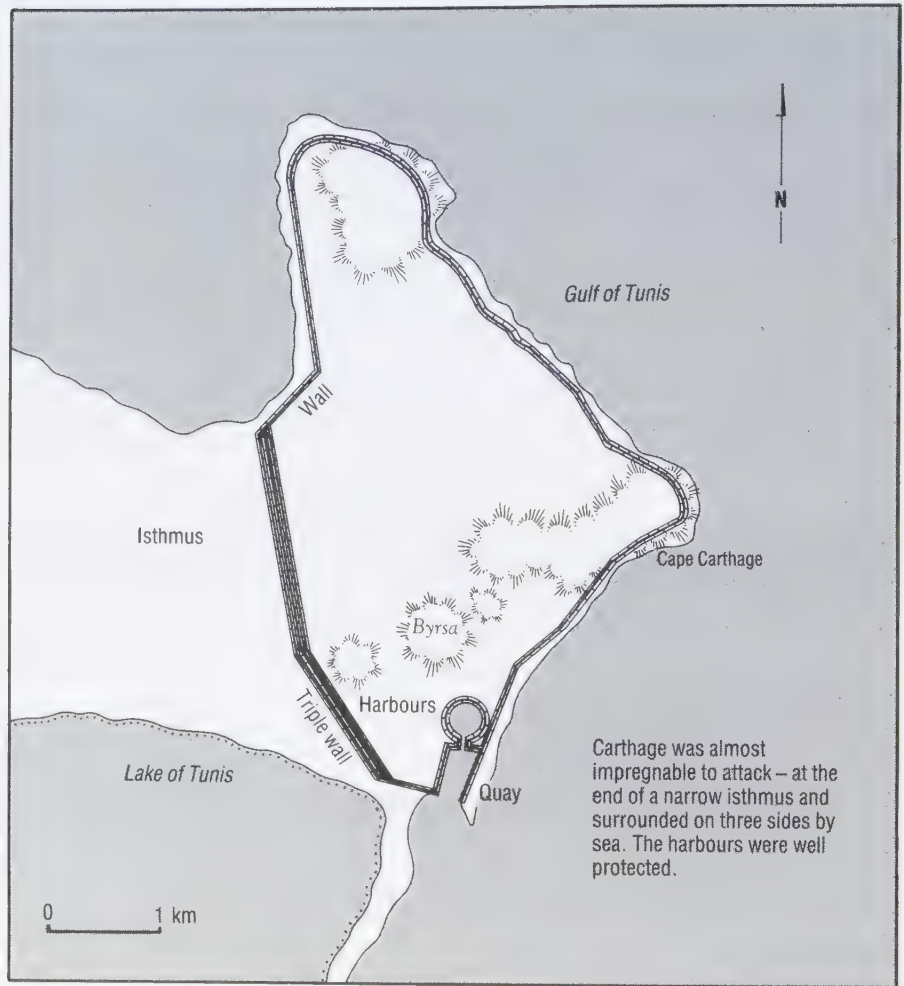 N
Gulf of Tunis
Wall
Isthmus
Cape Carthage
Byrsa
Harbours
Triple wall
Lake of Tunis
Quay
Carthage was almost
impregnable to attack – at the
end of a narrow isthmus and
surrounded on three sides by
sea. The harbours were well
protected.
0 1 km